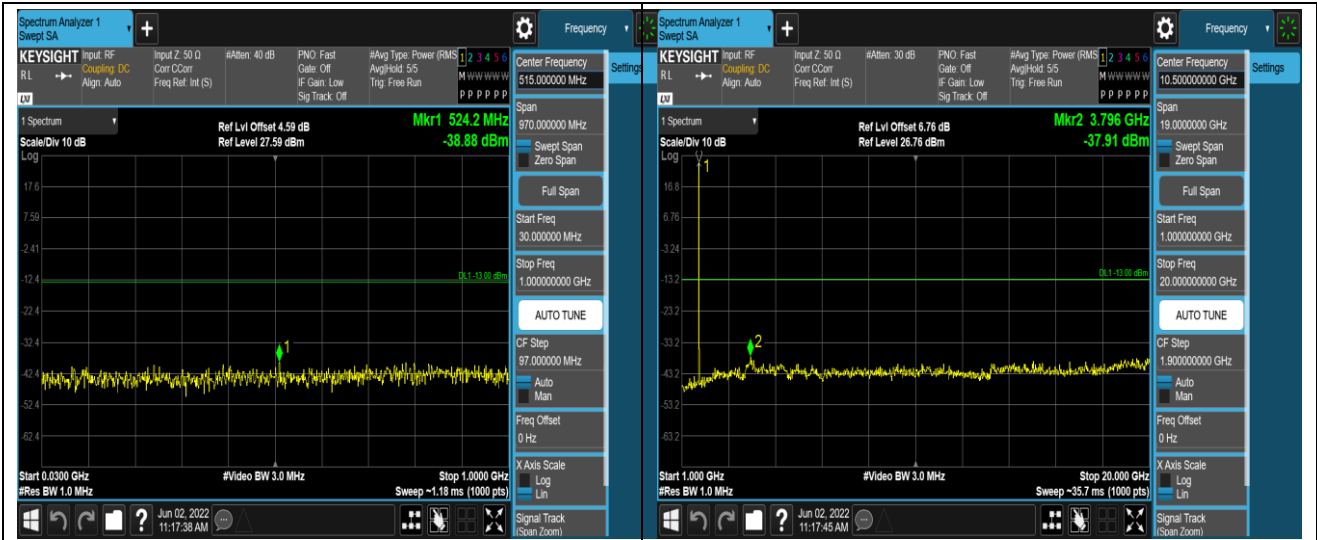 Spectrum Analyzer 1
Swept SA
+
Frequency
KEYSIGHT
RL
LXI
Input: RF
Coupling: DC
Align: Auto
Input Z: 50 Ω
Corr CCorr
Freq Ref: Int (S)
#Atten: 40 dB
PNO: Fast
Gate: Off
IF Gain: Low
Sig Track: Off
#Avg Type: Power (RMS
Avg|Hold: 5/5
Trig: Free Run
1 2 3 4 5 6
M W W W W W
P P P P P P
1 Spectrum
Scale/Div 10 dB
Log
Ref Lvl Offset 4.59 dB
Ref Level 27.59 dBm
Mkr1 524.2 MHz
-38.88 dBm
17.6
7.59
-2.41
-12.4
-22.4
-32.4
-42.4
-52.4
-62.4
DL1 -13.00 dBm
1
Start 0.0300 GHz
#Res BW 1.0 MHz
#Video BW 3.0 MHz
Stop 1.0000 GHz
Sweep ~1.18 ms (1000 pts)
Center Frequency
515.000000 MHz
Span
970.000000 MHz
Swept Span
Zero Span
Full Span
Start Freq
30.000000 MHz
Stop Freq
1.000000000 GHz
AUTO TUNE
CF Step
97.000000 MHz
Auto
Man
Freq Offset
0 Hz
X Axis Scale
Log
Lin
Signal Track
(Span Zoom)
Settings
?
Jun 02, 2022
11:17:38 AM
Spectrum Analyzer 1
Swept SA
+
Frequency
KEYSIGHT
RL
LXI
Input: RF
Coupling: DC
Align: Auto
Input Z: 50 Ω
Corr CCorr
Freq Ref: Int (S)
#Atten: 30 dB
PNO: Fast
Gate: Off
IF Gain: Low
Sig Track: Off
#Avg Type: Power (RMS
Avg|Hold: 5/5
Trig: Free Run
1 2 3 4 5 6
M W W W W W
P P P P P P
1 Spectrum
Scale/Div 10 dB
Log
Ref Lvl Offset 6.76 dB
Ref Level 26.76 dBm
Mkr2 3.796 GHz
-37.91 dBm
16.8
6.76
-3.24
-13.2
-23.2
-33.2
-43.2
-53.2
-63.2
DL1 -13.00 dBm
1
2
Start 1.000 GHz
#Res BW 1.0 MHz
#Video BW 3.0 MHz
Stop 20.000 GHz
Sweep ~35.7 ms (1000 pts)
Center Frequency
10.500000000 GHz
Span
19.0000000 GHz
Swept Span
Zero Span
Full Span
Start Freq
1.000000000 GHz
Stop Freq
20.000000000 GHz
AUTO TUNE
CF Step
1.900000000 GHz
Auto
Man
Freq Offset
0 Hz
X Axis Scale
Log
Lin
Signal Track
(Span Zoom)
Settings
?
Jun 02, 2022
11:17:45 AM